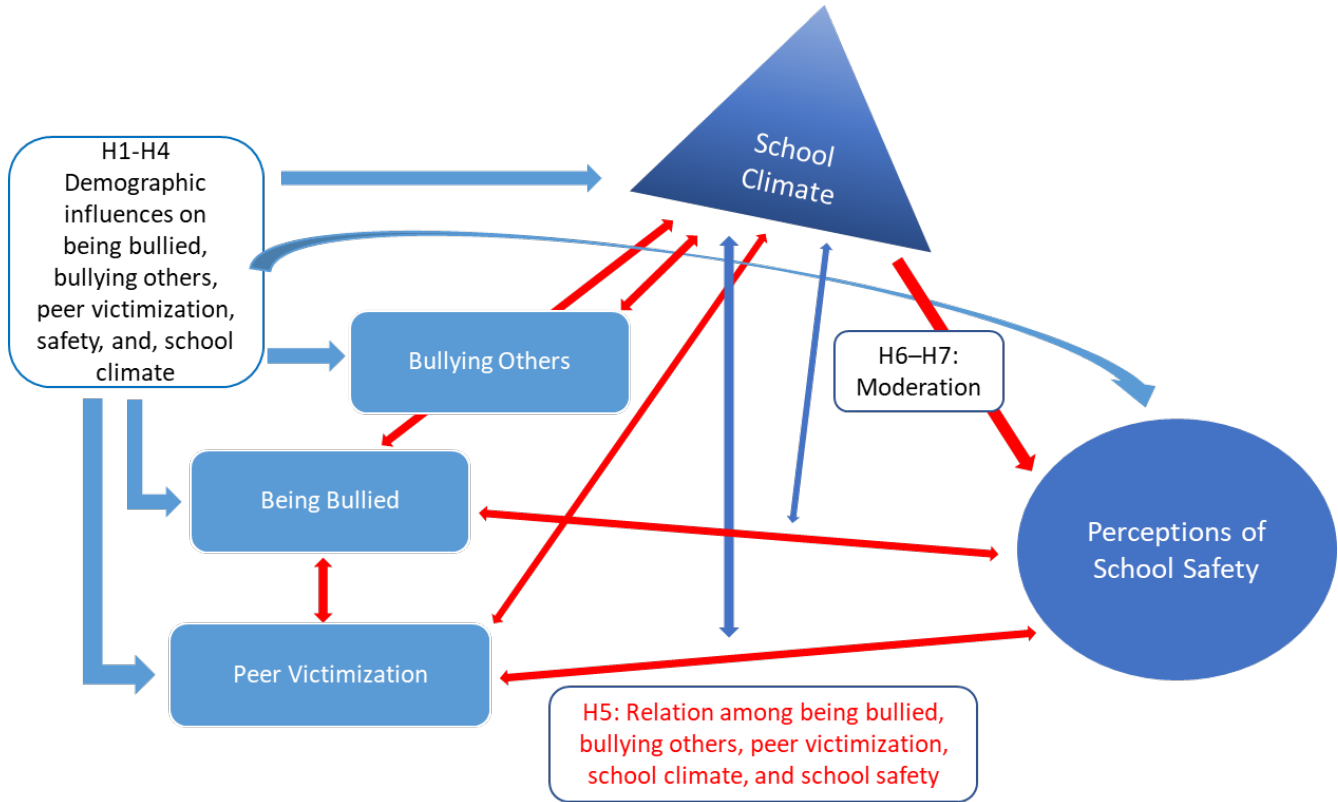 H1-H4
Demographic
influences on
being bullied,
bullying others,
peer victimization,
safety, and, school
climate
School
Climate
Bullying Others
H6–H7:
Moderation
Being Bullied
Perceptions of
School Safety
Peer Victimization
H5: Relation among being bullied,
bullying others, peer victimization,
school climate, and school safety